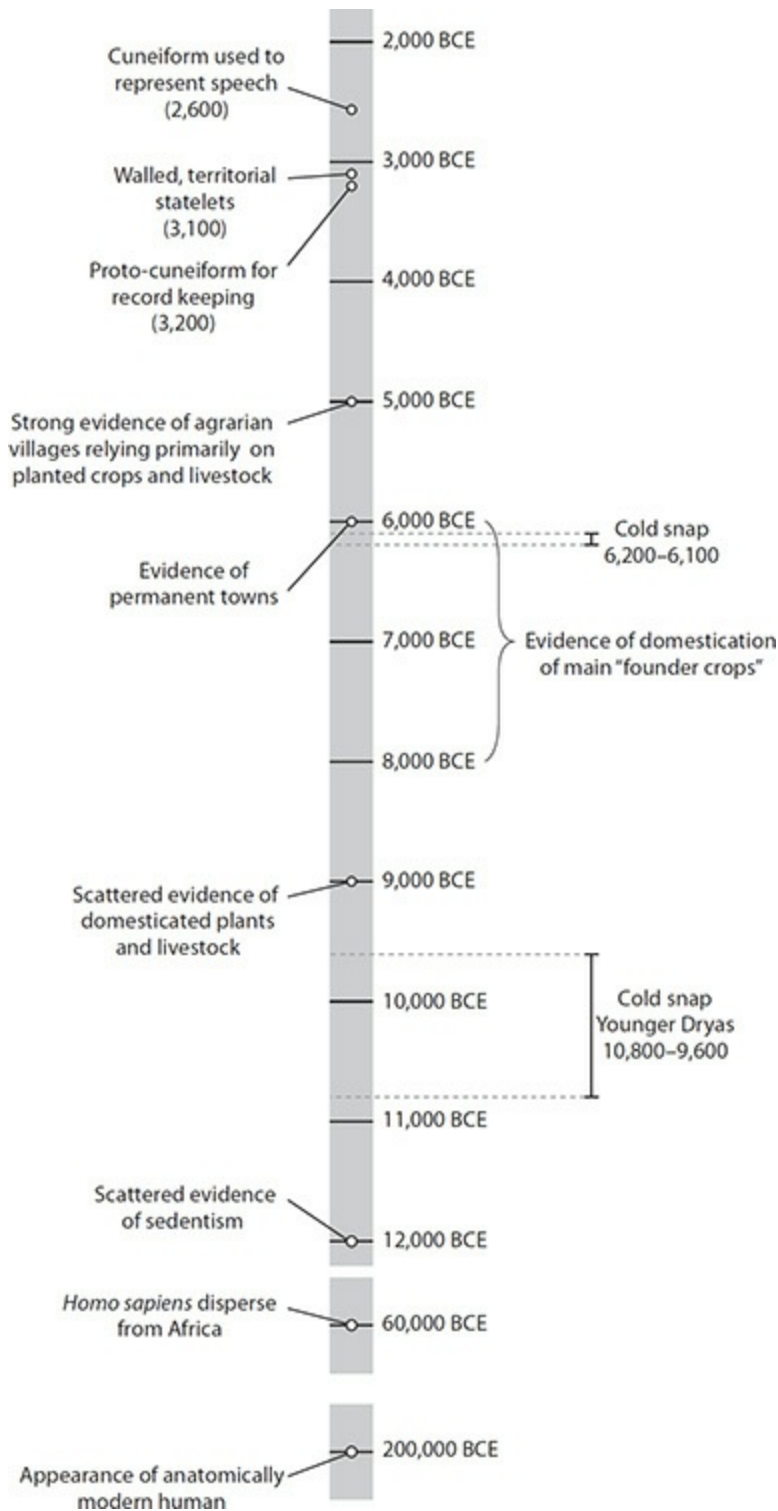 2,000 BCE
Cuneiform used to
represent speech
(2,600)
3,000 BCE
Walled, territorial
statelets
(3,100)
Proto-cuneiform for
record keeping
(3,200)
4,000 BCE
5,000 BCE
Strong evidence of agrarian
villages relying primarily on
planted crops and livestock
6,000 BCE
Cold snap
6,200–6,100
Evidence of
permanent towns
7,000 BCE
Evidence of domestication
of main "founder crops"
8,000 BCE
9,000 BCE
Scattered evidence of
domesticated plants
and livestock
10,000 BCE
Cold snap
Younger Dryas
10,800–9,600
11,000 BCE
Scattered evidence
of sedentism
12,000 BCE
Homo sapiens disperse
from Africa
60,000 BCE
200,000 BCE
Appearance of anatomically
modern human